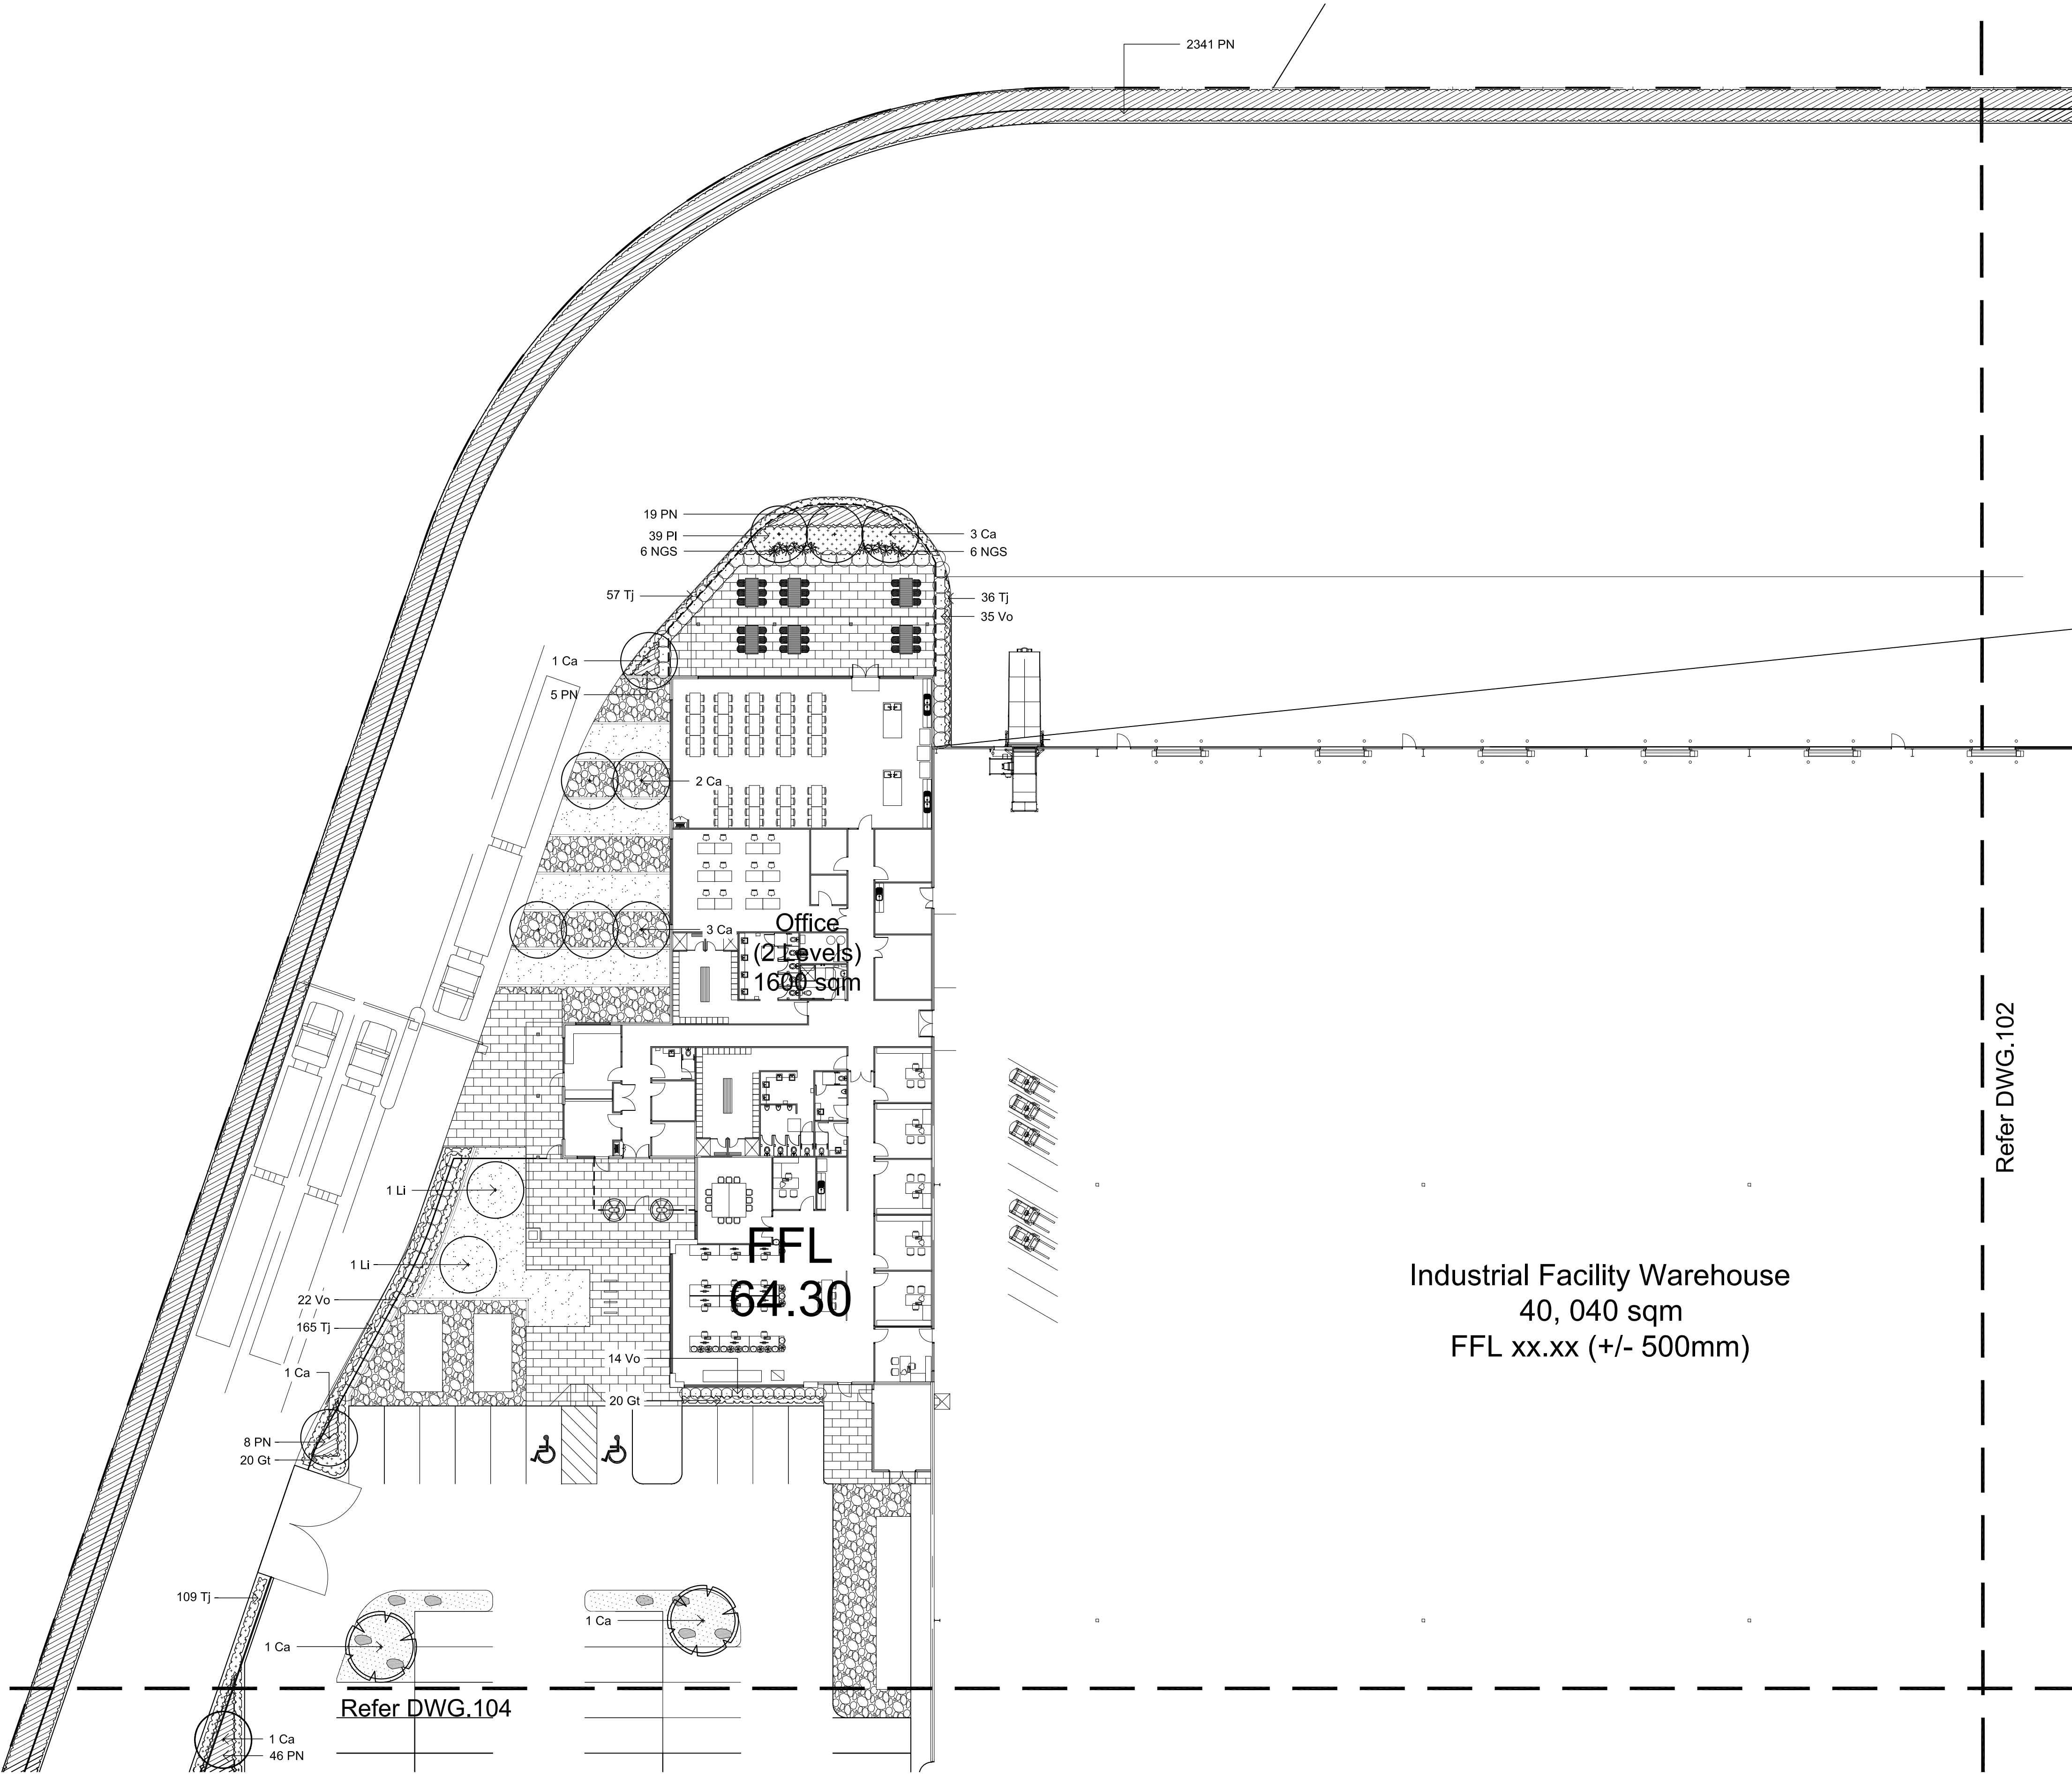 2341 PN
19 PN
39 PI
6 NGS
3 Ca
6 NGS
57 Tj
36 Tj
35 Vo
1 Ca
5 PN
2 Ca
3 Ca
Office
(2 Levels)
1600 sqm
Refer DWG.102
1 Li
1 Li
FFL
64.30
22 Vo
165 Tj
14 Vo
1 Ca
20 Gt
8 PN
20 Gt
Industrial Facility Warehouse
40, 040 sqm
FFL xx.xx (+/- 500mm)
109 Tj
1 Ca
1 Ca
Refer DWG.104
1 Ca
46 PN